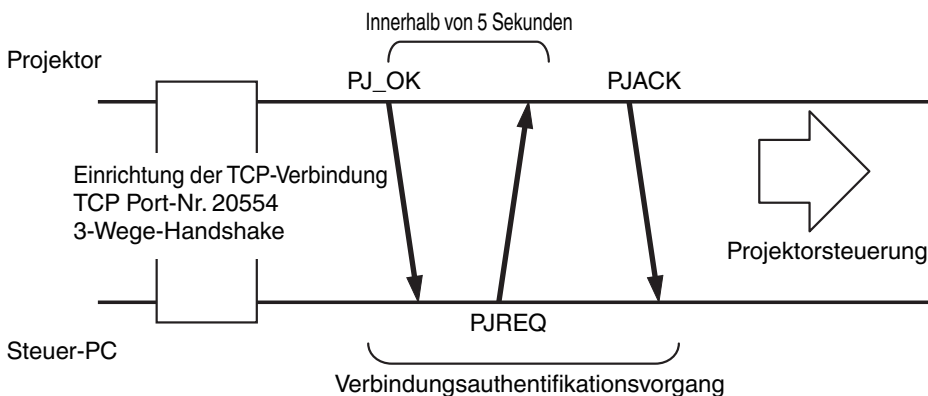 Innerhalb von 5 Sekunden
Projektor
PJ_OK
PJACK
Einrichtung der TCP-Verbindung
TCP Port-Nr. 20554
3-Wege-Handshake
Projektorsteuerung
PJREQ
Steuer-PC
Verbindungsauthentifikationsvorgang